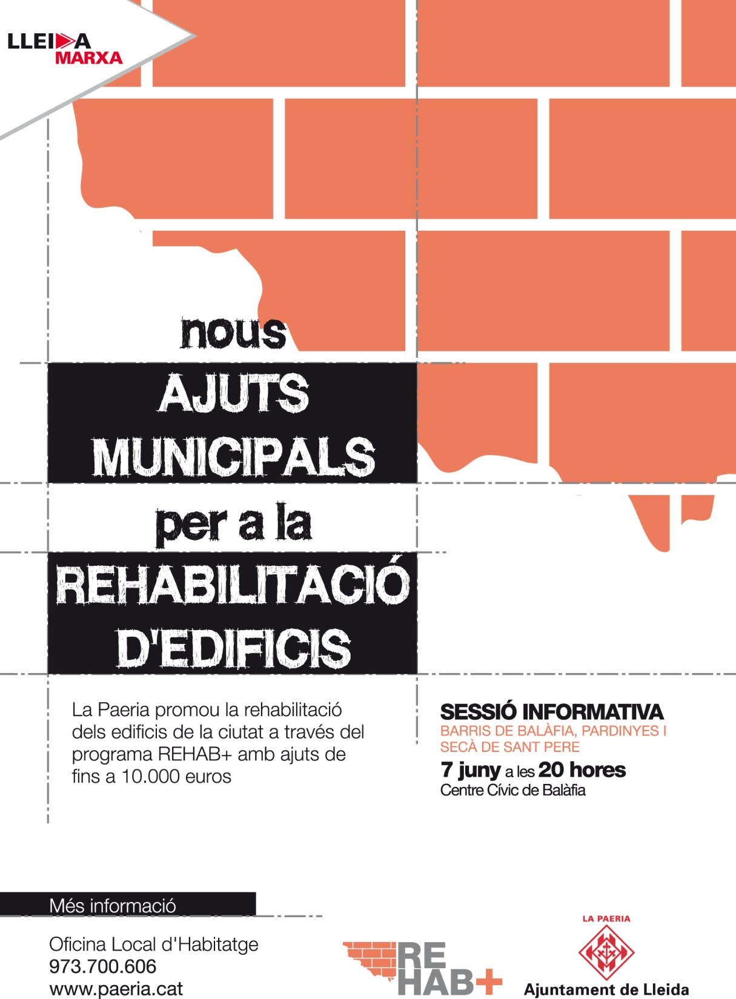 LLEIDA
MARXA
nous
AJUTS
MUNICIPALS
per a la
REHABILITACIÓ
D'EDIFICIS
La Paeria promou la rehabilitació
dels edificis de la ciutat a través del
programa REHAB+ amb ajuts de
fins a 10.000 euros
SESSIÓ INFORMATIVA
BARRIS DE BALÀFIA, PARDINYES I
SECÀ DE SANT PERE
7 juny a les 20 hores
Centre Cívic de Balàfia
Més informació
Oficina Local d'Habitatge
973.700.606
www.paeria.cat
RE
HAB+
LA PAERIA
Ajuntament de Lleida